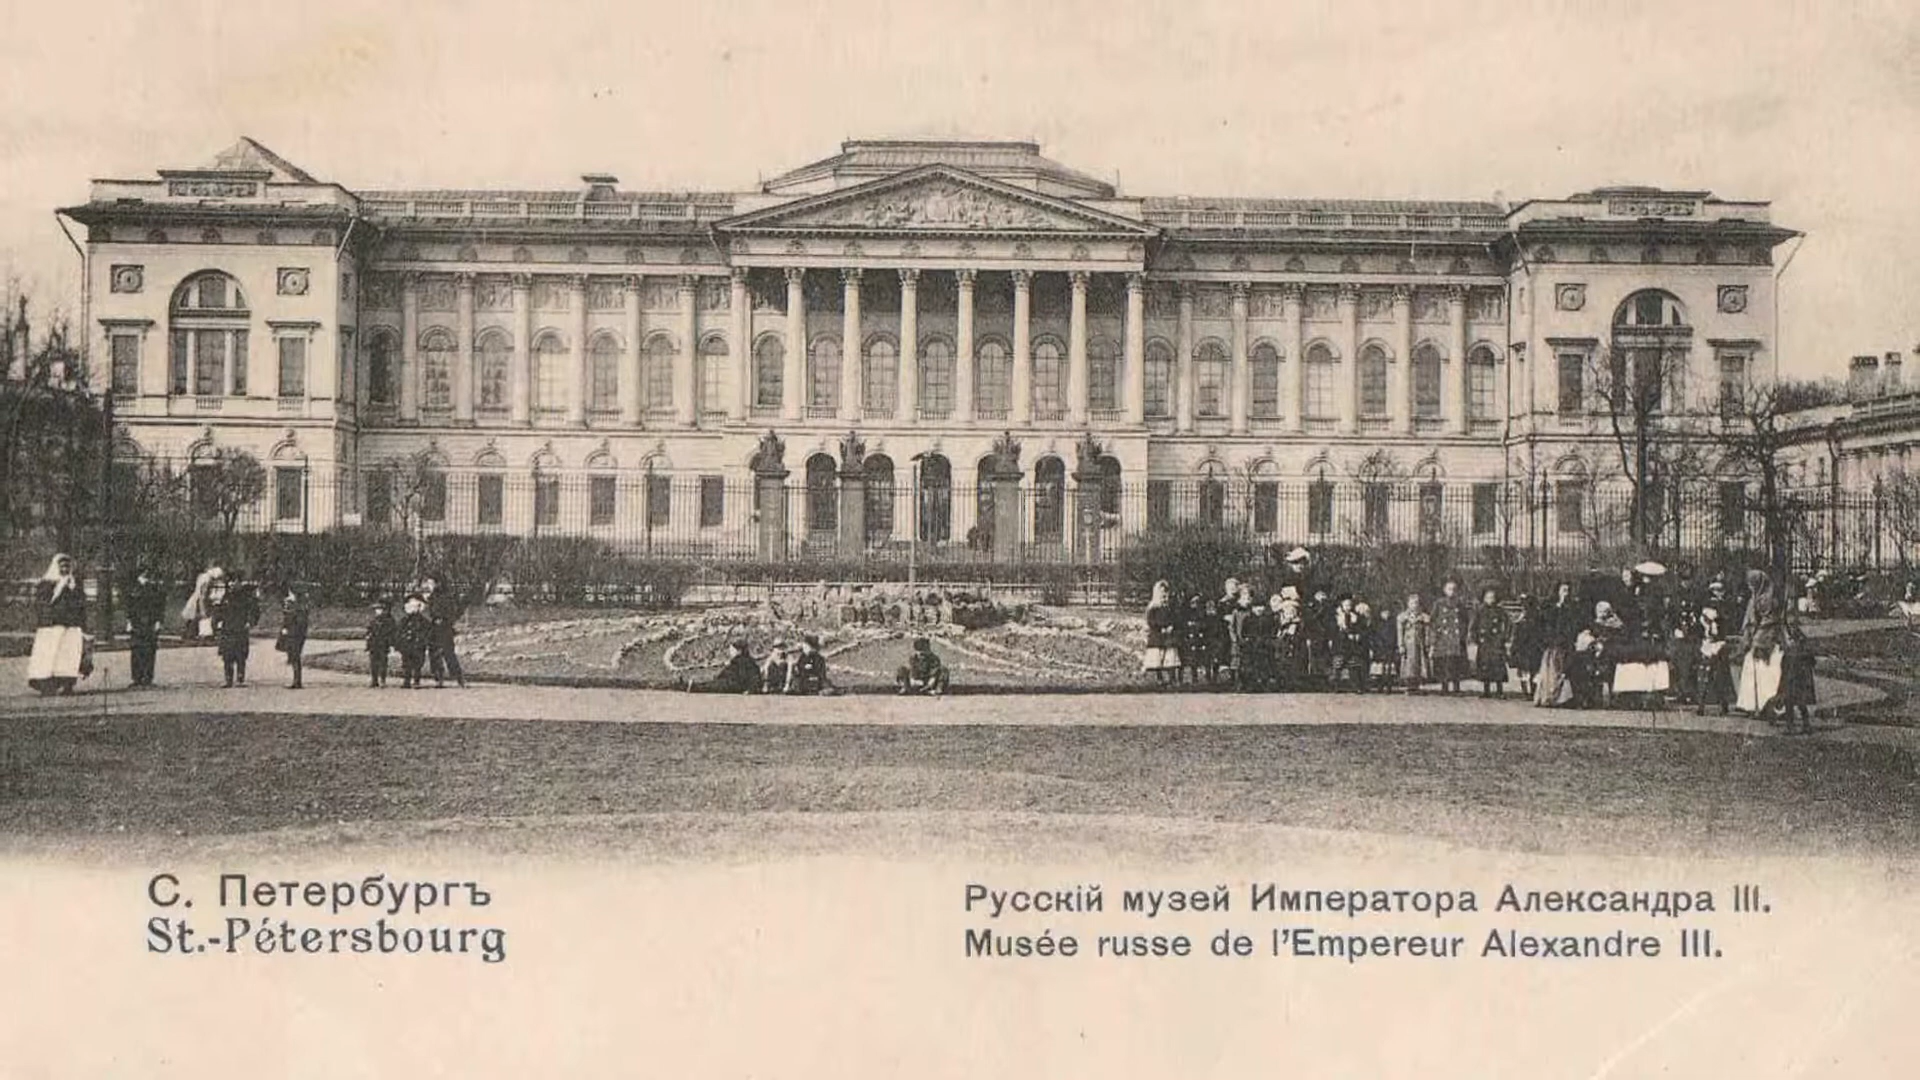 С. Петербургъ
St.-Pétersbourg
Русскій музей Императора Александра III.
Musée russe de l'Empereur Alexandre III.